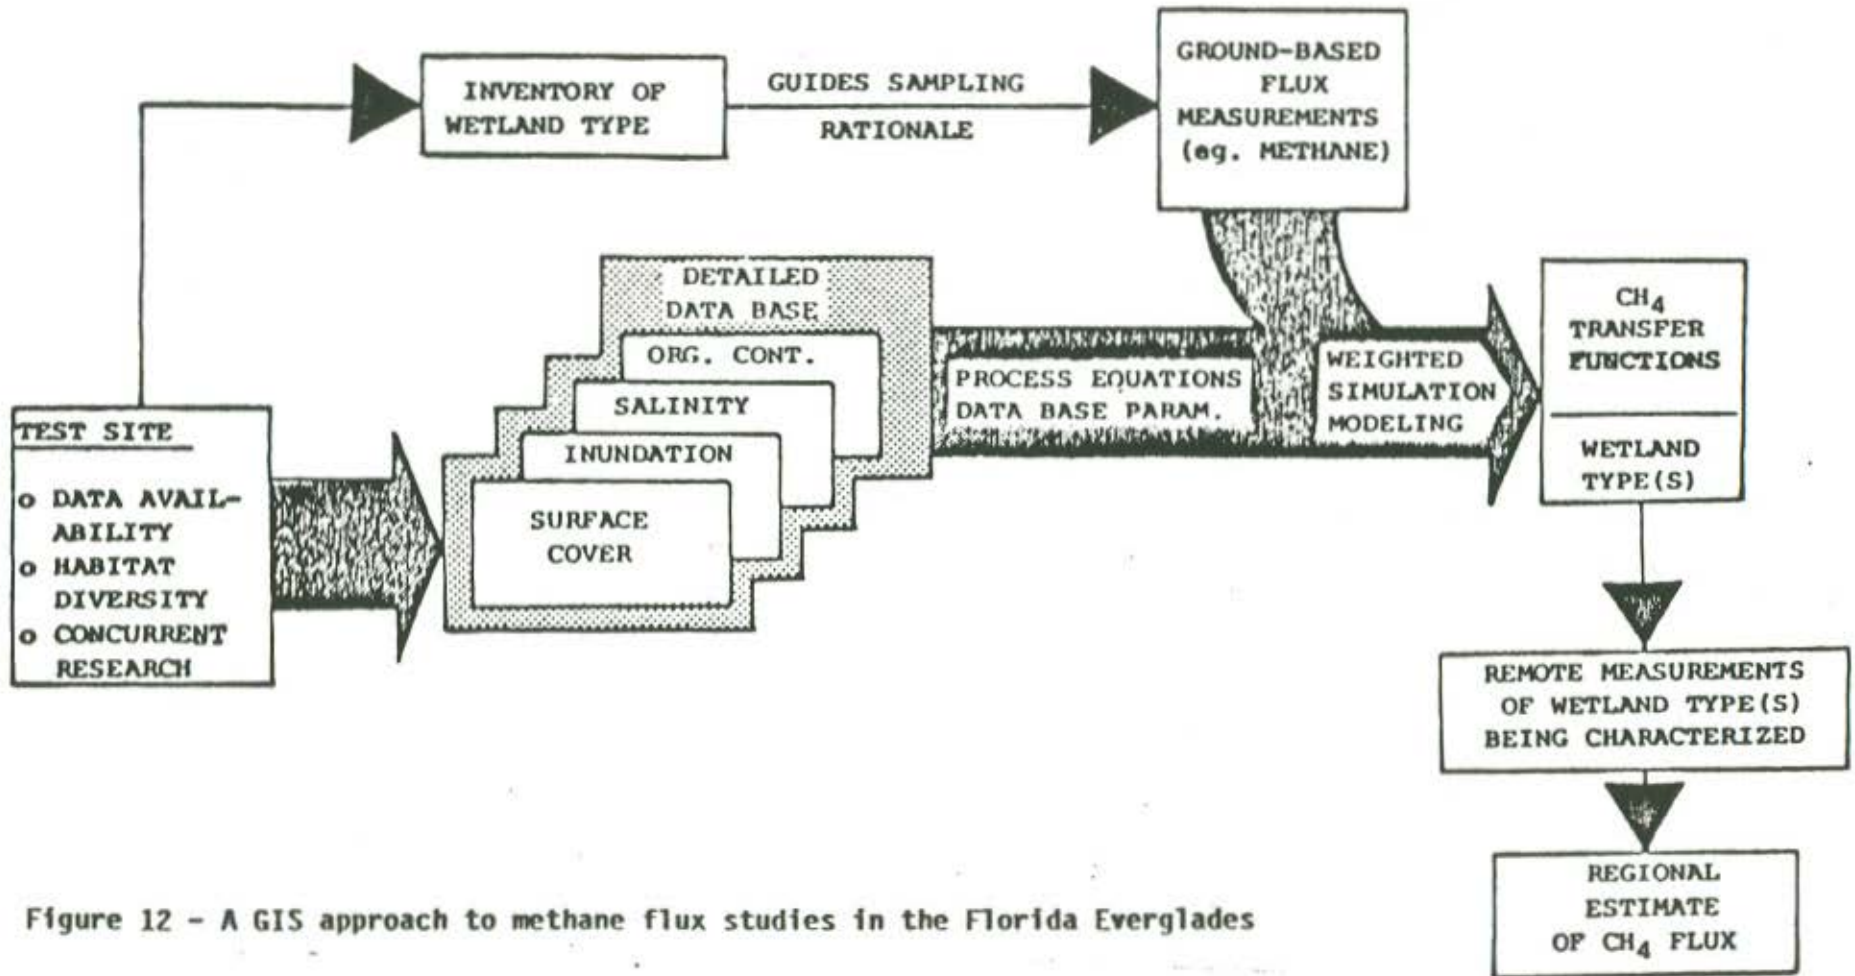 INVENTORY OF
WETLAND TYPE
GUIDES SAMPLING
RATIONALE
GROUND-BASED
FLUX
MEASUREMENTS
(eg. METHANE)
TEST SITE
o DATA AVAIL-
ABILITY
o HABITAT
DIVERSITY
o CONCURRENT
RESEARCH
DETAILED
DATA BASE
ORG. CONT.
SALINITY
INUNDATION
SURFACE
COVER
PROCESS EQUATIONS
DATA BASE PARAM.
WEIGHTED
SIMULATION
MODELING
CH4
TRANSFER
FUNCTIONS
WETLAND
TYPE(S)
REMOTE MEASUREMENTS
OF WETLAND TYPE(S)
BEING CHARACTERIZED
REGIONAL
ESTIMATE
OF CH4 FLUX
Figure 12 - A GIS approach to methane flux studies in the Florida Everglades